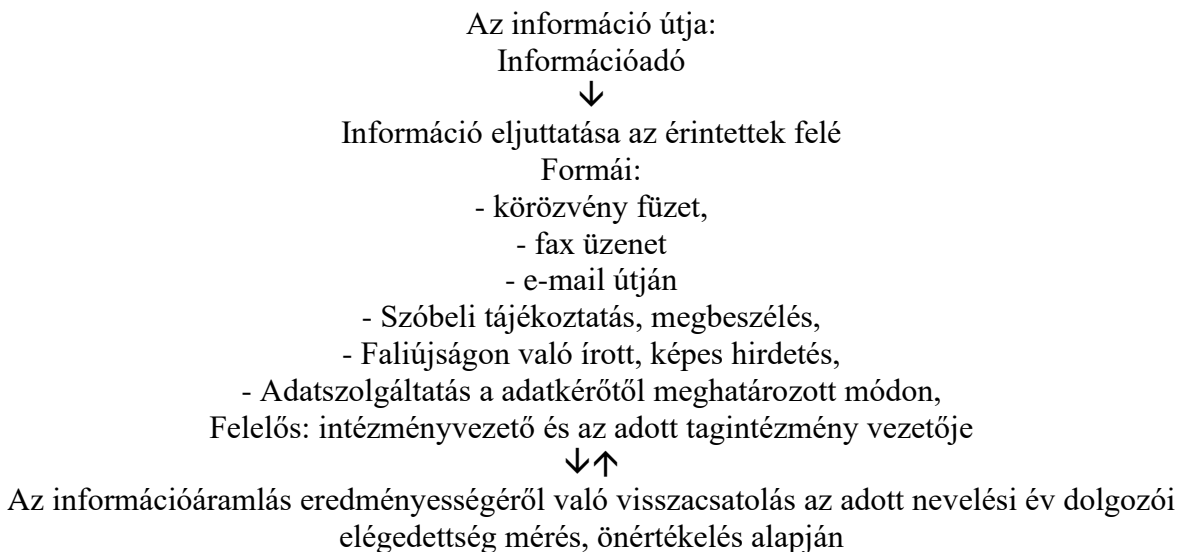 Az információ útja:
Információadó
↓
Információ eljuttatása az érintettek felé
Formái:
- körözvény füzet,
- fax üzenet
- e-mail útján
- Szóbeli tájékoztatás, megbeszélés,
- Faliújságon való írott, képes hirdetés,
- Adatszolgáltatás a adatkérőtől meghatározott módon,
Felelős: intézményvezető és az adott tagintézmény vezetője
↓↑
Az információáramlás eredményességéről való visszacsatolás az adott nevelési év dolgozói
elégedettség mérés, önértékelés alapján